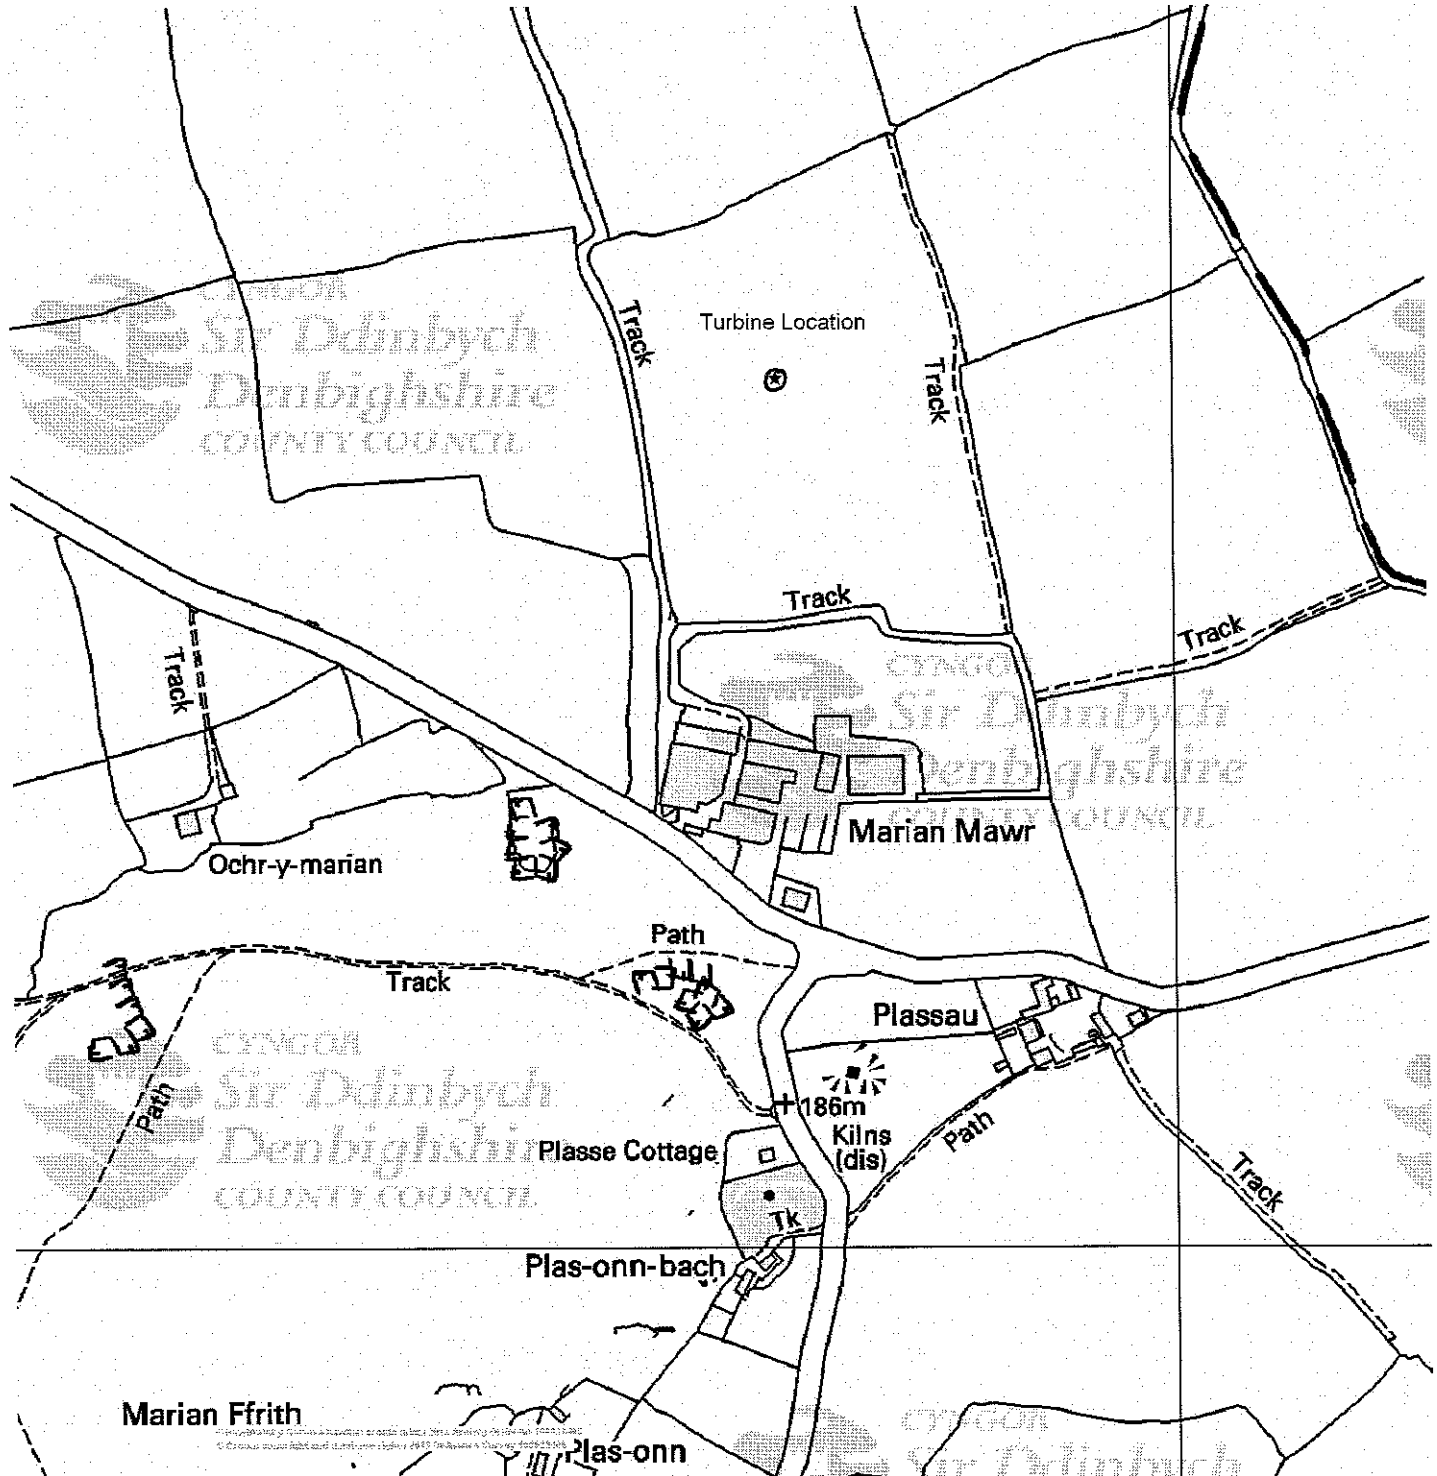 CYNGOR
Sir Ddinbych
Denbighshire
COUNTY COUNCIL
Track
Turbine Location
Track
Track
Track
Track
CYNGOR
Sir Ddinbych
Denbighshire
COUNTY COUNCIL
Marian Mawr
Ochr-y-marian
Path
Track
Plassau
CYNGOR
Sir Ddinbych
Denbighshire
COUNTY COUNCIL
Path
186m
Kilns
(dis)
Path
Plasse Cottage
Track
Tk
Plas-onn-bach
Marian Ffrith
Plas-onn
CYNGOR
Sir Ddinbych